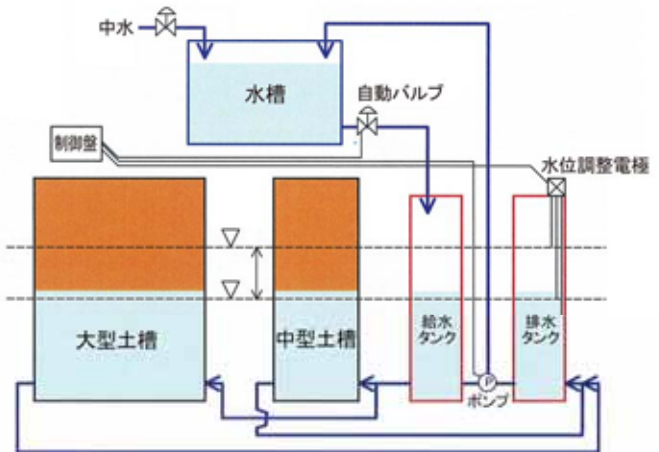 中水
水槽
自動バルブ
制御盤
水位調整電極
大型土槽
中型土槽
給水
タンク
排水
タンク
P
ポンプ